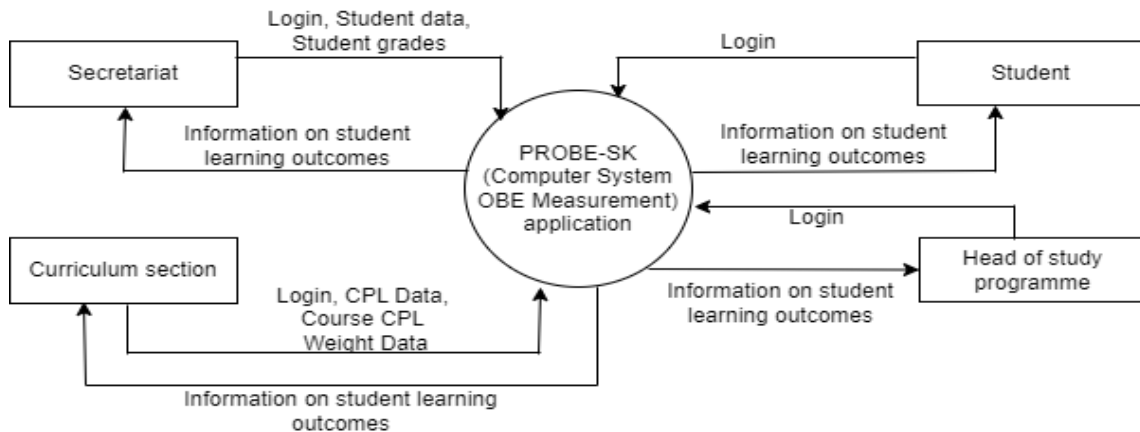 Login, Student data,
Student grades
Secretariat
Information on student
learning outcomes
Login
Student
Information on student
learning outcomes
PROBE-SK
(Computer System
OBE Measurement)
application
Login
Curriculum section
Login, CPL Data,
Course CPL
Weight Data
Information on student learning
outcomes
Head of study
programme
Information on student
learning outcomes